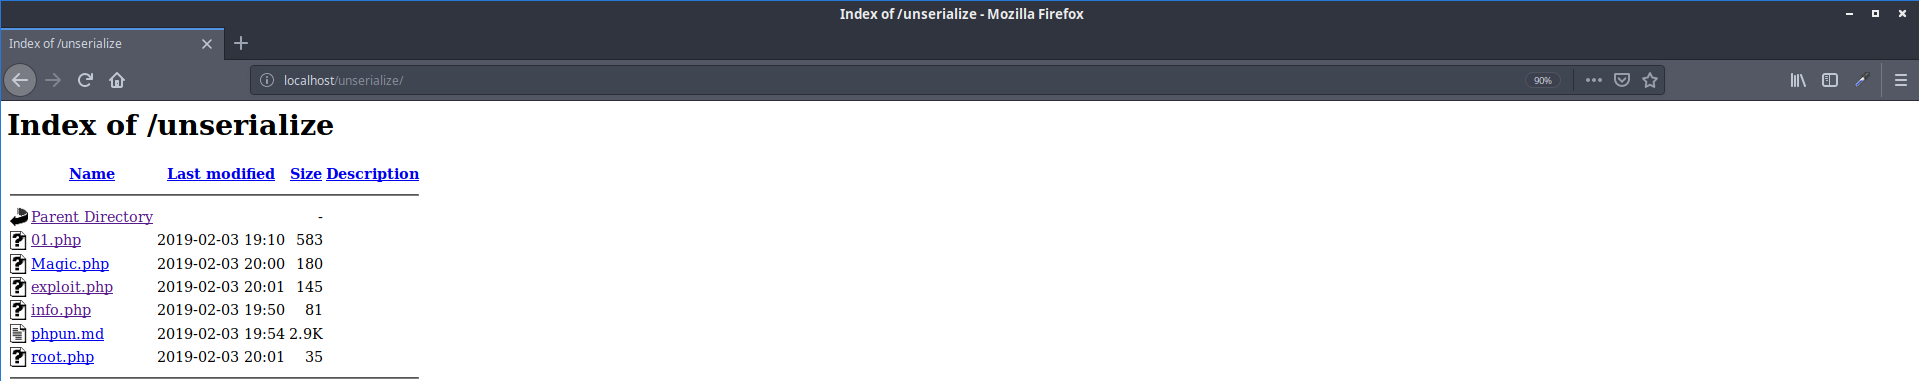 Index of /unserialize - Mozilla Firefox
Index of /unserialize
localhost/unserialize/ 90%
Index of /unserialize
Name Last modified Size Description
Parent Directory -
01.php 2019-02-03 19:10 583
Magic.php 2019-02-03 20:00 180
exploit.php 2019-02-03 20:01 145
info.php 2019-02-03 19:50 81
phpun.md 2019-02-03 19:54 2.9K
root.php 2019-02-03 20:01 35